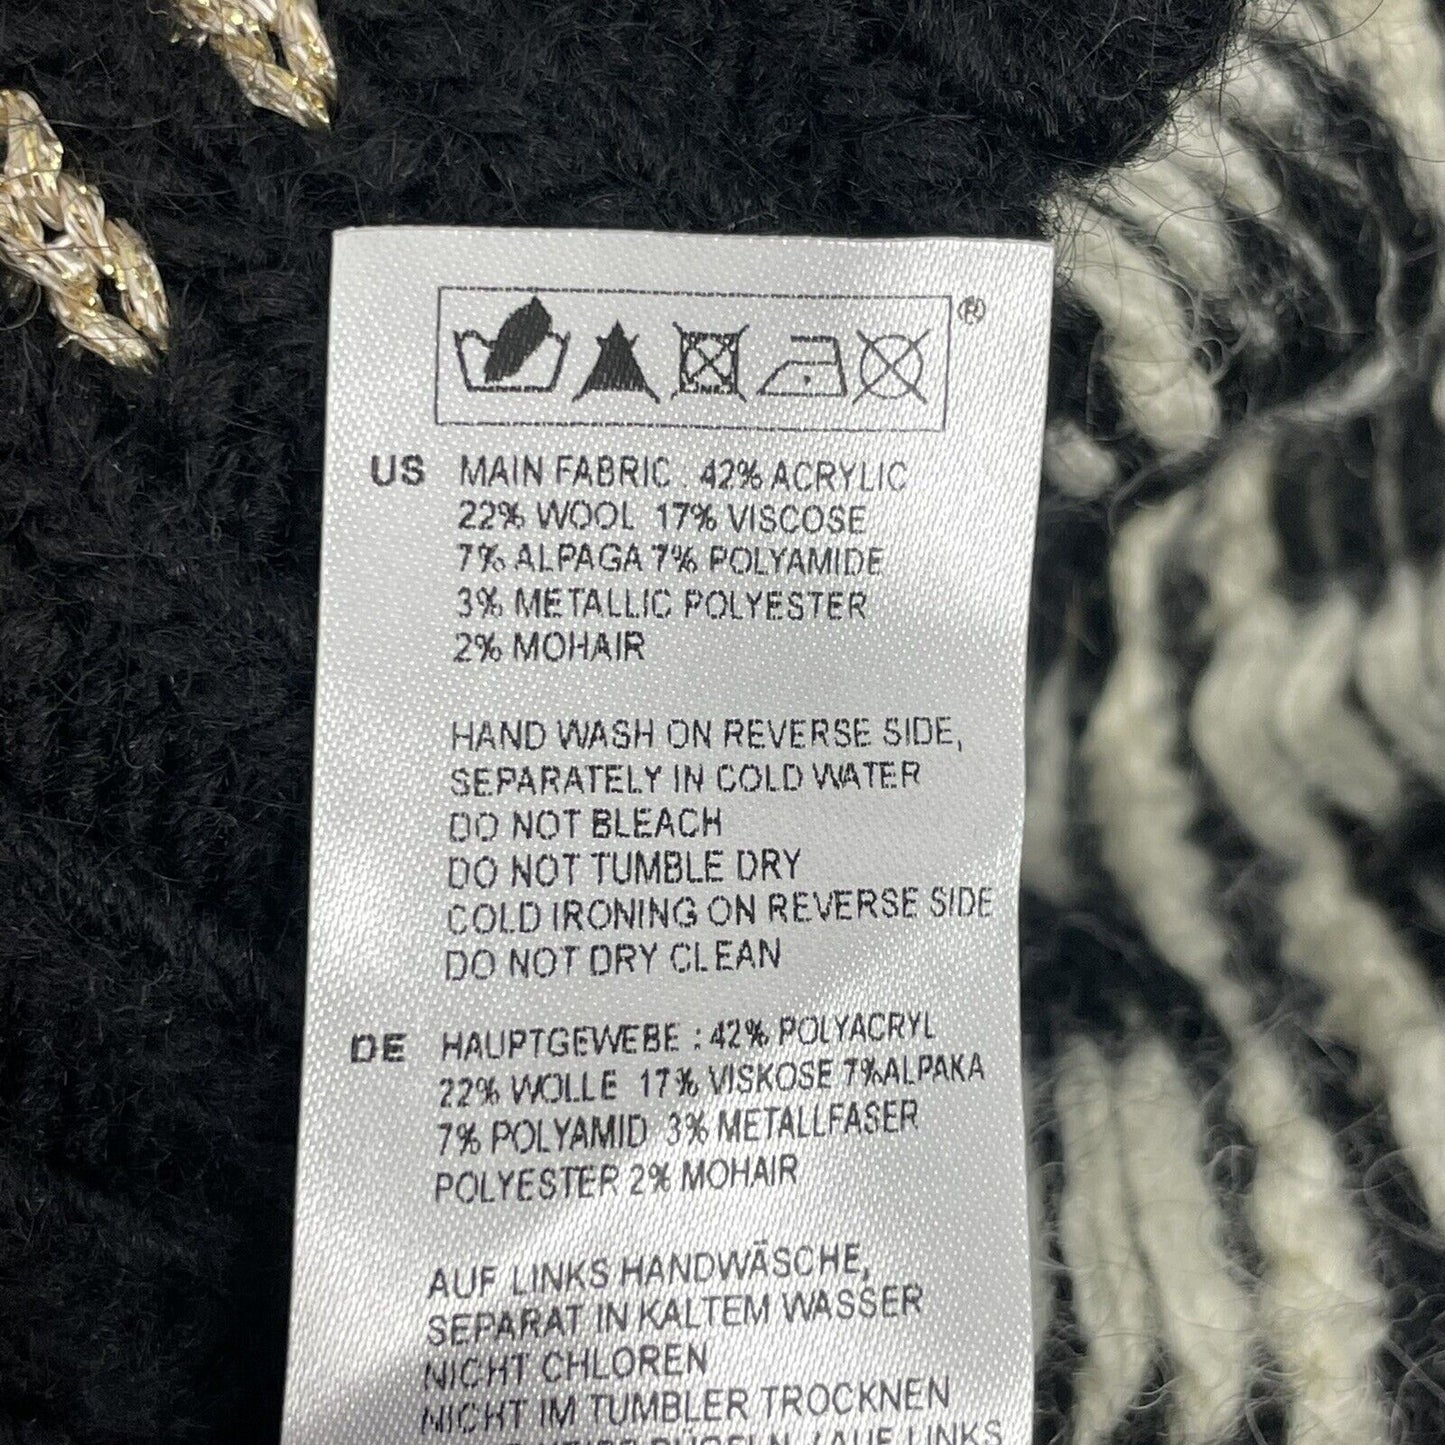 ®
US MAIN FABRIC : 42% ACRYLIC
22% WOOL 17% VISCOSE
7% ALPAGA 7% POLYAMIDE
3% METALLIC POLYESTER
2% MOHAIR
HAND WASH ON REVERSE SIDE,
SEPARATELY IN COLD WATER
DO NOT BLEACH
DO NOT TUMBLE DRY
COLD IRONING ON REVERSE SIDE
DO NOT DRY CLEAN
DE HAUPTGEWEBE : 42% POLYACRYL
22% WOLLE 17% VISKOSE 7%ALPAKA
7% POLYAMID 3% METALLFASER
POLYESTER 2% MOHAIR
AUF LINKS HANDWÄSCHE,
SEPARAT IN KALTEM WASSER
NICHT CHLOREN
NICHT IM TUMBLER TROCKNEN
BÜGELN / AUF LINKS